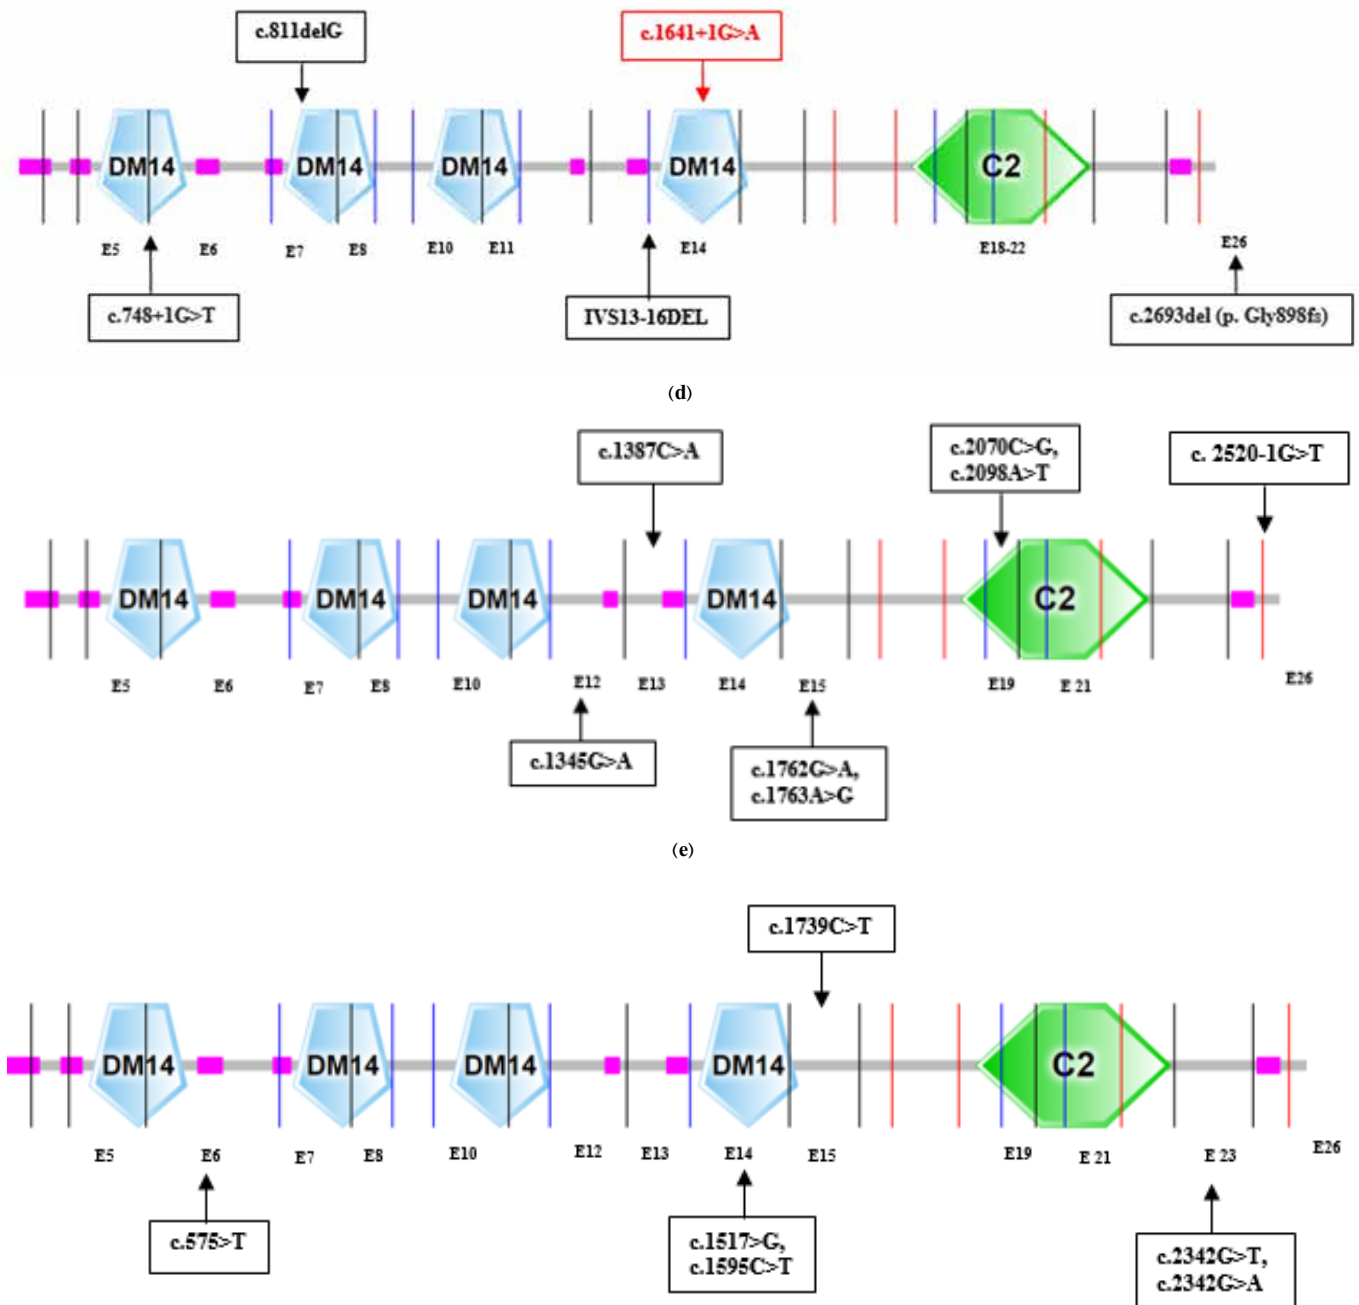 c.811delG
c.1641+1G>A
DM14 DM14 DM14 DM14 C2
E5 E6 E7 E8 E10 E11 E14 E18-22 E26
c.748+1G>T
IVS13-16DEL
c.2693del (p. Gly898fs)
(d)
c.1387C>A
c.2070C>G,
c.2098A>T
c. 2520-1G>T
DM14 DM14 DM14 DM14 C2
E5 E6 E7 E8 E10 E12 E13 E14 E15 E19 E 21 E26
c.1345G>A
c.1762G>A,
c.1763A>G
(e)
c.1739C>T
DM14 DM14 DM14 DM14 C2
E5 E6 E7 E8 E10 E12 E13 E14 E15 E19 E 21 E 23 E26
c.575>T
c.1517>G,
c.1595C>T
c.2342G>T,
c.2342G>A